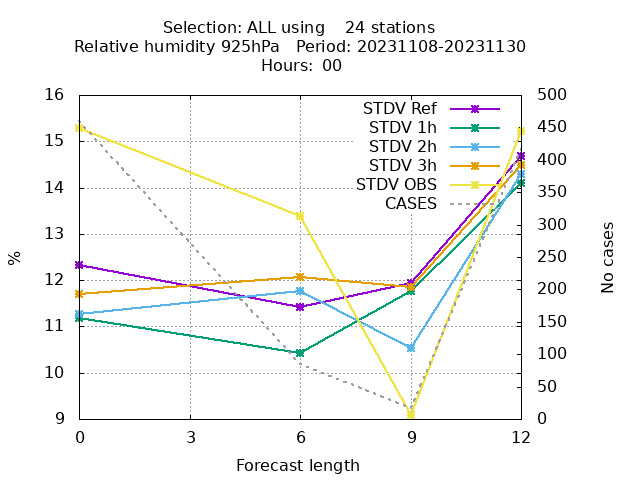 Selection: ALL using    24 stations
Relative humidity 925hPa   Period: 20231108-20231130
Hours: 00
STDV Ref
STDV 1h
STDV 2h
STDV 3h
STDV OBS
CASES
16
15
14
13
12
11
10
9
%
500
450
400
350
300
250
200
150
100
50
0
No cases
0 3 6 9 12
Forecast length